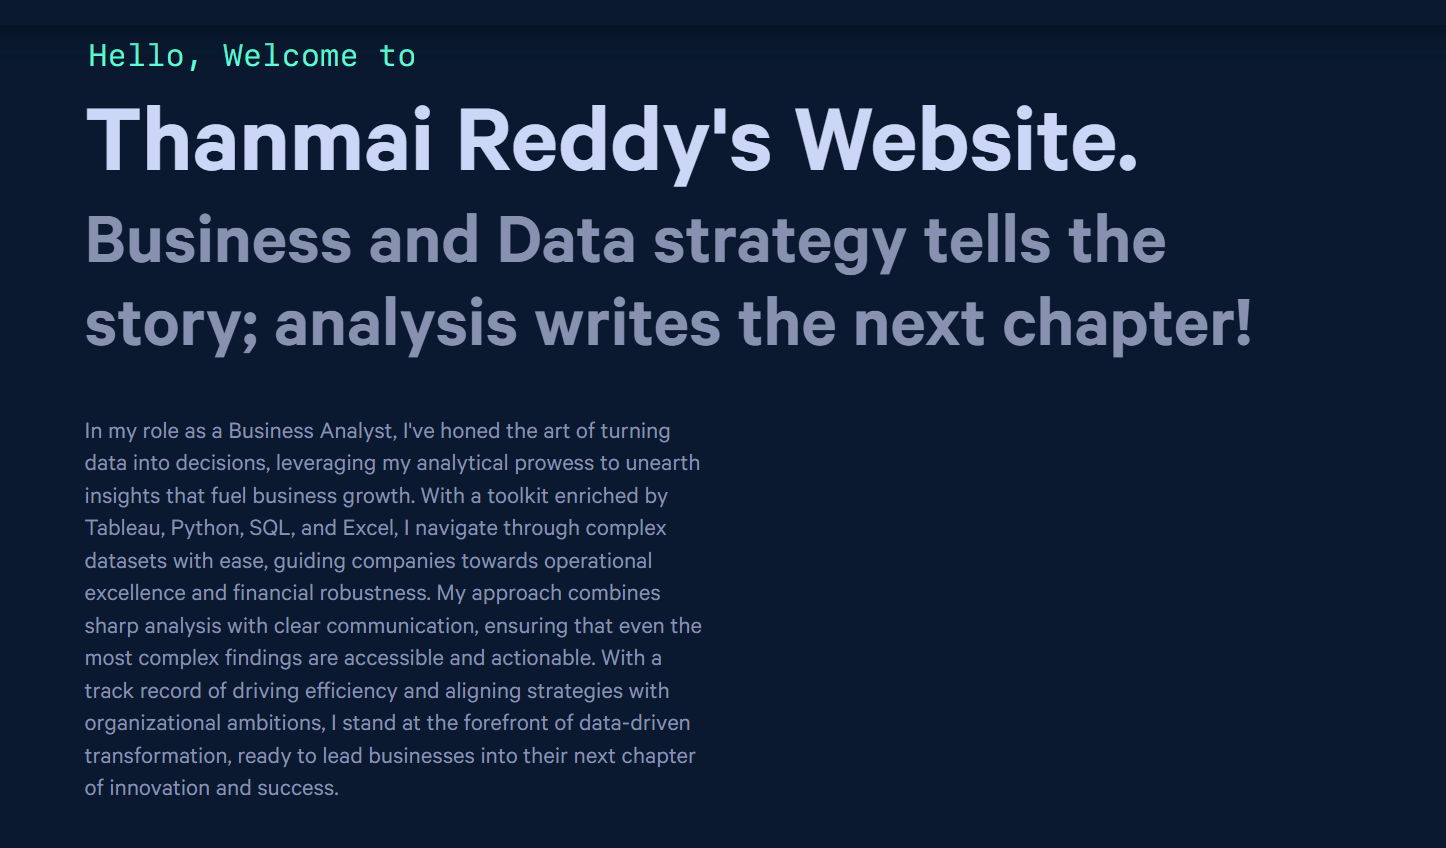 Hello, Welcome to
Thanmai Reddy's Website.
Business and Data strategy tells the
story; analysis writes the next chapter!
In my role as a Business Analyst, I've honed the art of turning
data into decisions, leveraging my analytical prowess to unearth
insights that fuel business growth. With a toolkit enriched by
Tableau, Python, SQL, and Excel, I navigate through complex
datasets with ease, guiding companies towards operational
excellence and financial robustness. My approach combines
sharp analysis with clear communication, ensuring that even the
most complex findings are accessible and actionable. With a
track record of driving efficiency and aligning strategies with
organizational ambitions, I stand at the forefront of data-driven
transformation, ready to lead businesses into their next chapter
of innovation and success.